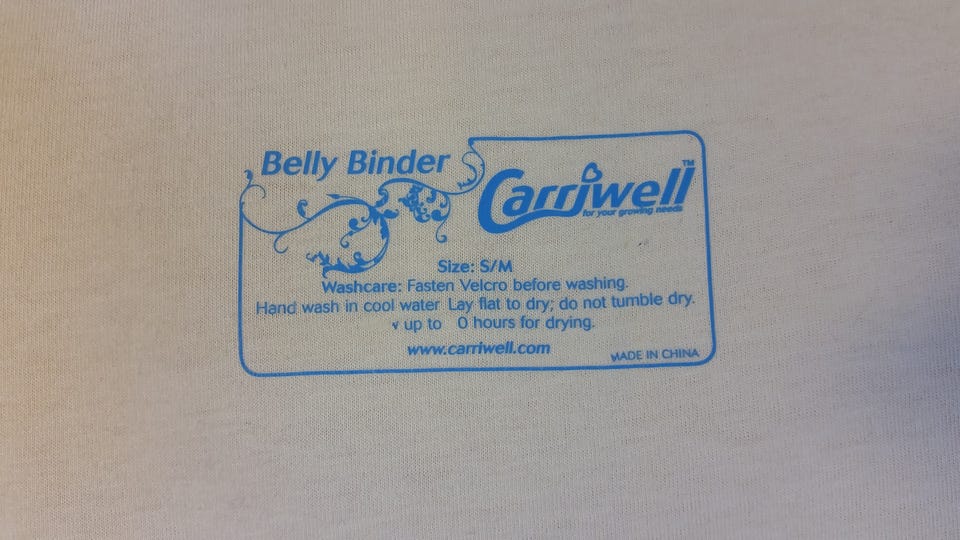 Belly Binder
Carriwell™
for your growing needs
Size: S/M
Washcare: Fasten Velcro before washing.
Hand wash in cool water Lay flat to dry; do not tumble dry.
up to 0 hours for drying.
www.carriwell.com
MADE IN CHINA